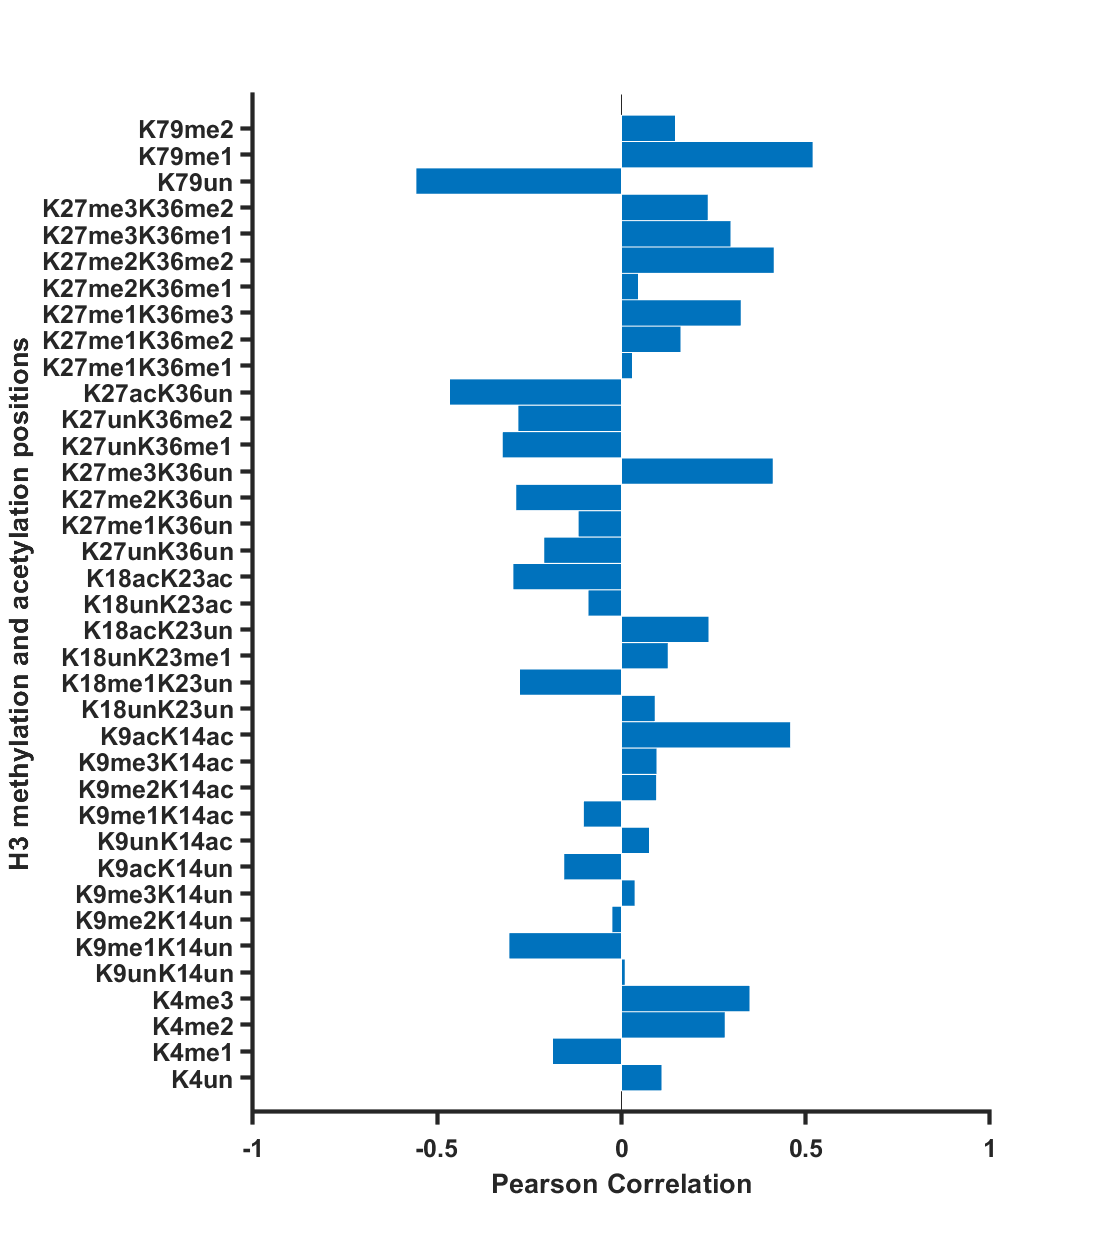 H3 methylation and acetylation positions
K79me2
K79me1
K79un
K27me3K36me2
K27me3K36me1
K27me2K36me2
K27me2K36me1
K27me1K36me3
K27me1K36me2
K27me1K36me1
K27acK36un
K27unK36me2
K27unK36me1
K27me3K36un
K27me2K36un
K27me1K36un
K27unK36un
K18acK23ac
K18unK23ac
K18acK23un
K18unK23me1
K18me1K23un
K18unK23un
K9acK14ac
K9me3K14ac
K9me2K14ac
K9me1K14ac
K9unK14ac
K9acK14un
K9me3K14un
K9me2K14un
K9me1K14un
K9unK14un
K4me3
K4me2
K4me1
K4un
-1 -0.5 0 0.5 1
Pearson Correlation